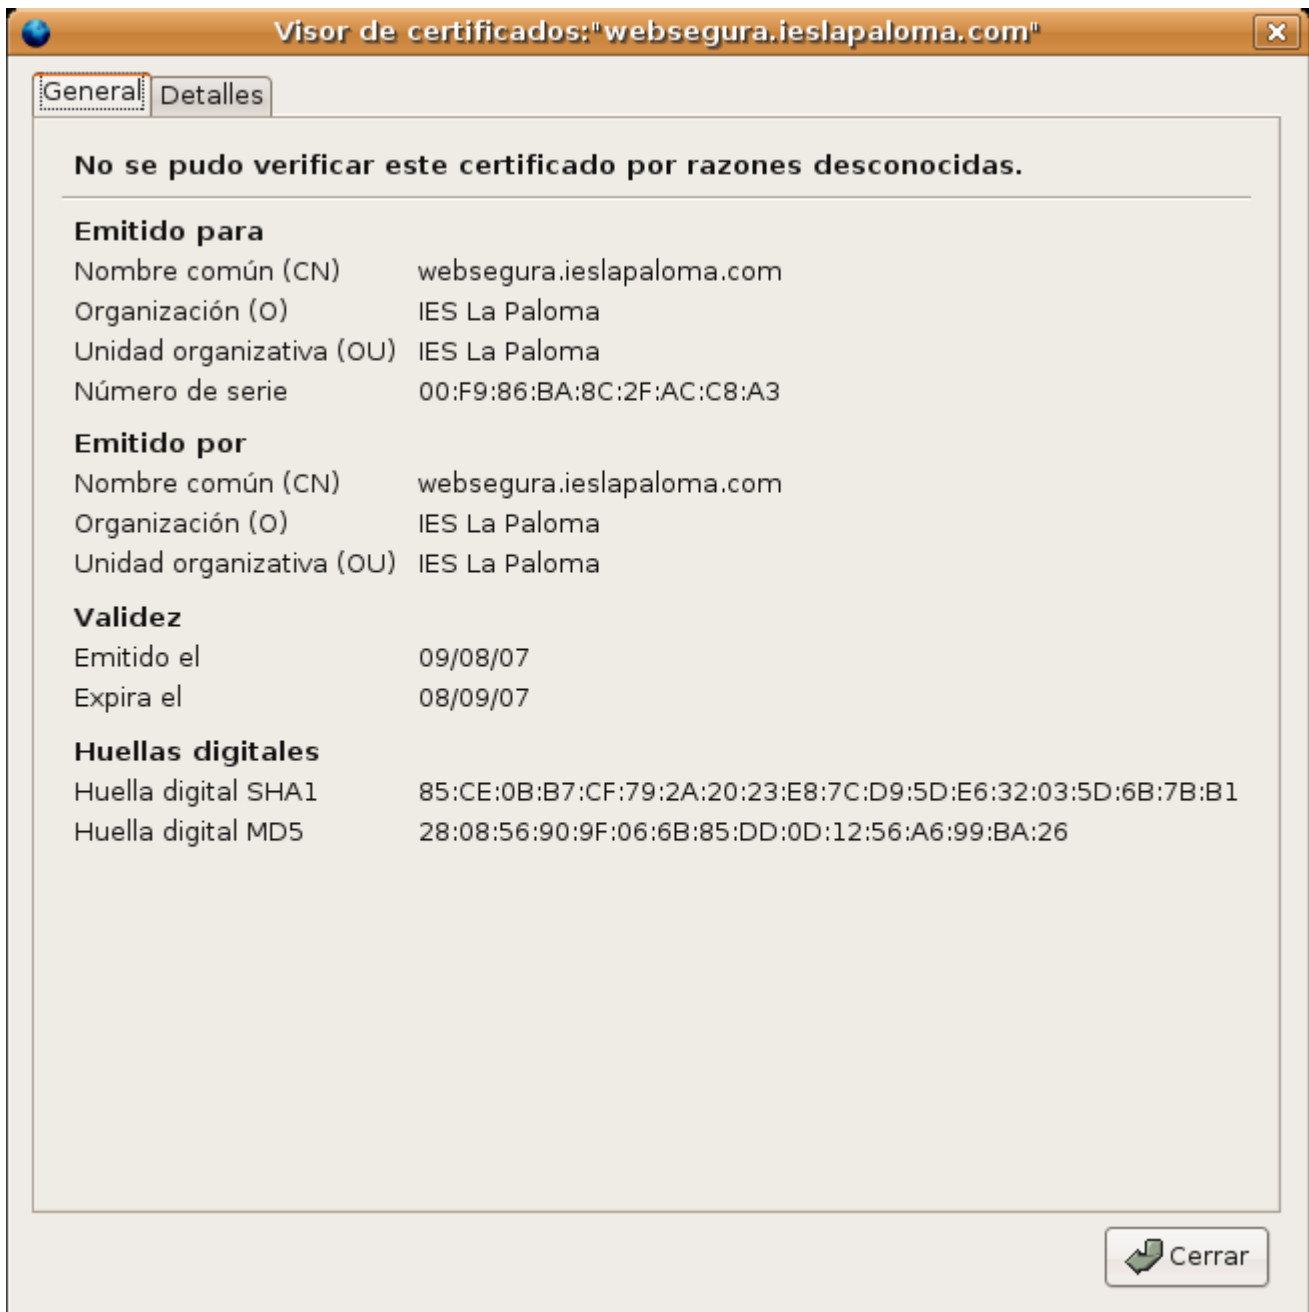 Visor de certificados:"websegura.ieslapaloma.com"
General Detalles
No se pudo verificar este certificado por razones desconocidas.
Emitido para
Nombre común (CN) websegura.ieslapaloma.com
Organización (O) IES La Paloma
Unidad organizativa (OU) IES La Paloma
Número de serie 00:F9:86:BA:8C:2F:AC:C8:A3
Emitido por
Nombre común (CN) websegura.ieslapaloma.com
Organización (O) IES La Paloma
Unidad organizativa (OU) IES La Paloma
Validez
Emitido el 09/08/07
Expira el 08/09/07
Huellas digitales
Huella digital SHA1 85:CE:0B:B7:CF:79:2A:20:23:E8:7C:D9:5D:E6:32:03:5D:6B:7B:B1
Huella digital MD5 28:08:56:90:9F:06:6B:85:DD:0D:12:56:A6:99:BA:26
Cerrar